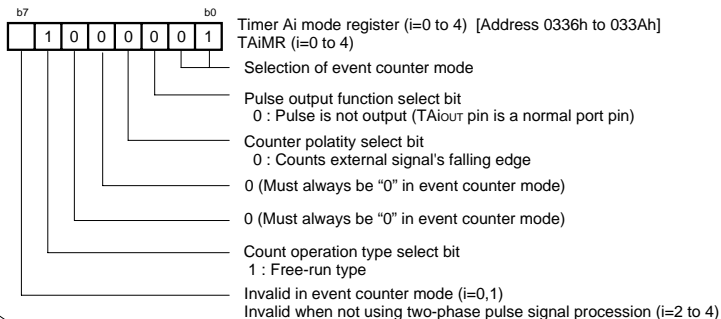 b7 b0
Timer Ai mode register (i=0 to 4) [Address 0336h to 033Ah]
TAiMR (i=0 to 4)
1 0 0 0 0 0 1
Selection of event counter mode
Pulse output function select bit
0 : Pulse is not output (TAiOUT pin is a normal port pin)
Counter polatity select bit
0 : Counts external signal's falling edge
0 (Must always be “0” in event counter mode)
0 (Must always be “0” in event counter mode)
Count operation type select bit
1 : Free-run type
Invalid in event counter mode (i=0,1)
Invalid when not using two-phase pulse signal procession (i=2 to 4)